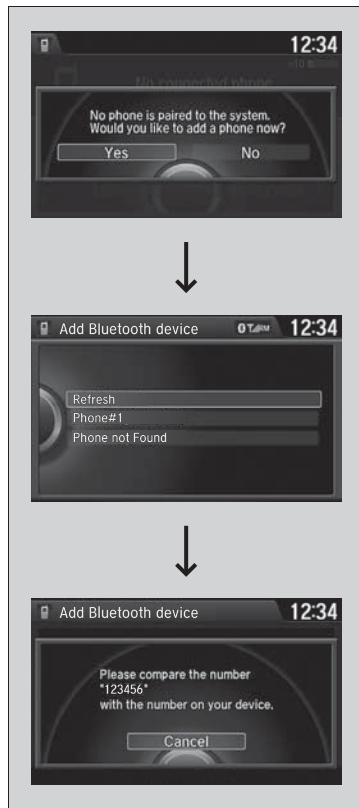 12:34
No phone is paired to the system.
Would you like to add a phone now?
Yes
No
Add Bluetooth device
12:34
Refresh
Phone#1
Phone not Found
Add Bluetooth device
12:34
Please compare the number
"123456"
with the number on your device.
Cancel